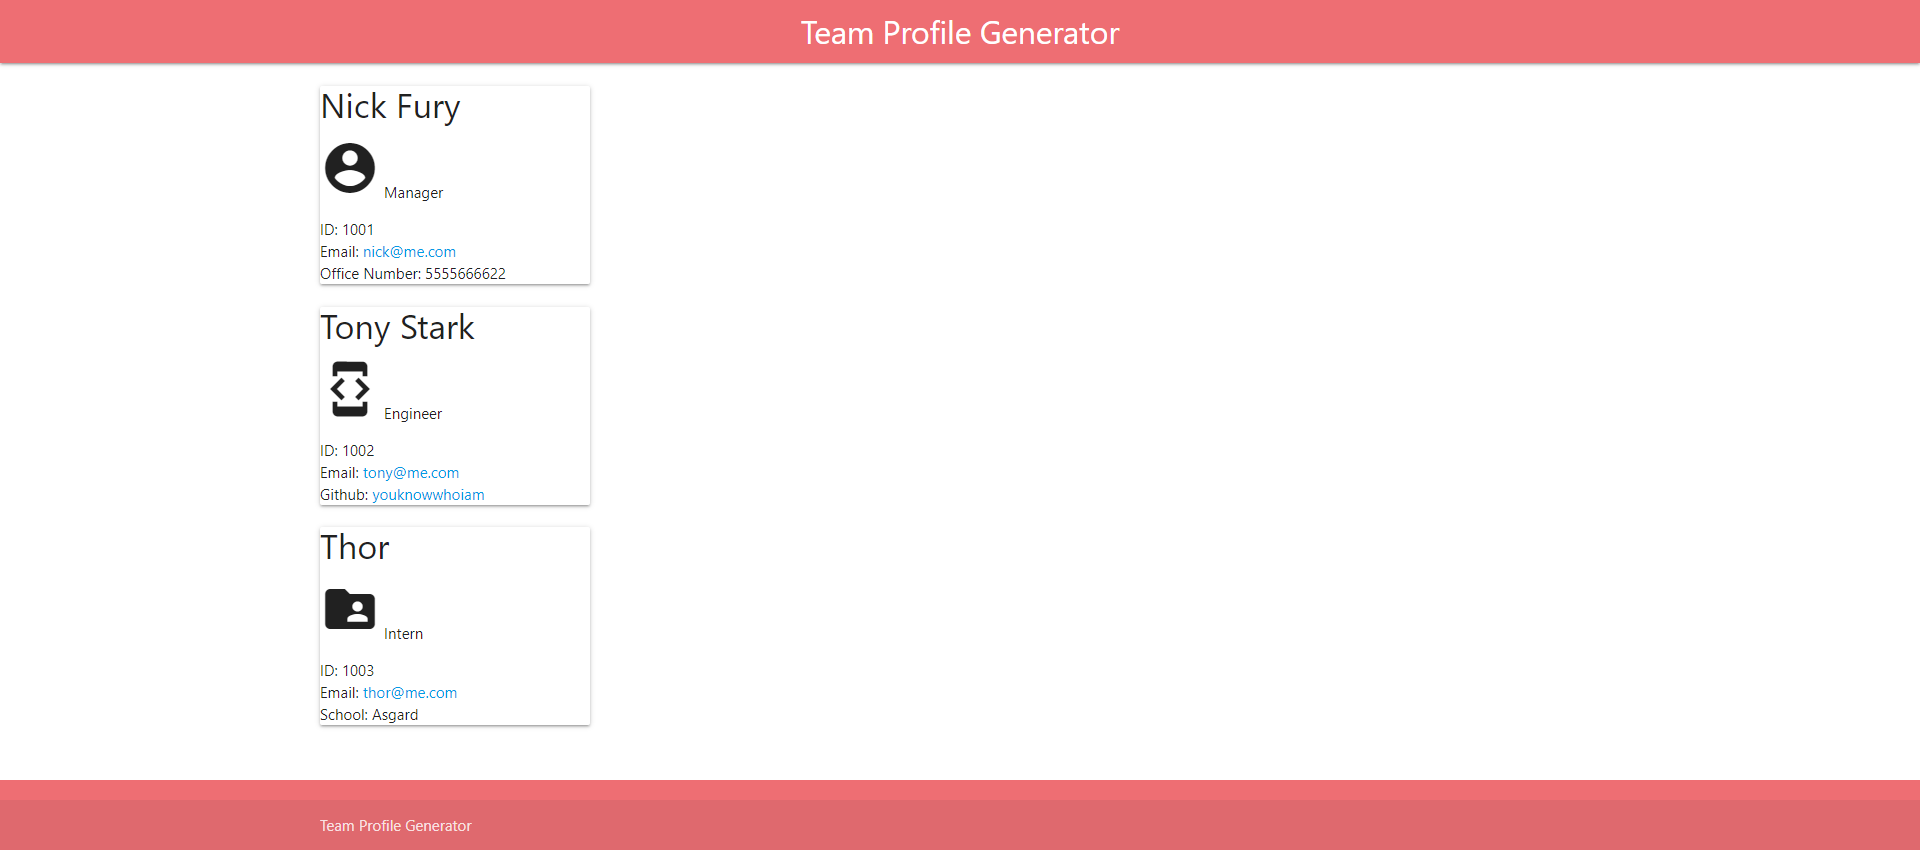 Team Profile Generator
Nick Fury
Manager
ID: 1001
Email: nick@me.com
Office Number: 5555666622
Tony Stark
Engineer
ID: 1002
Email: tony@me.com
Github: youknowwhoiam
Thor
Intern
ID: 1003
Email: thor@me.com
School: Asgard
Team Profile Generator